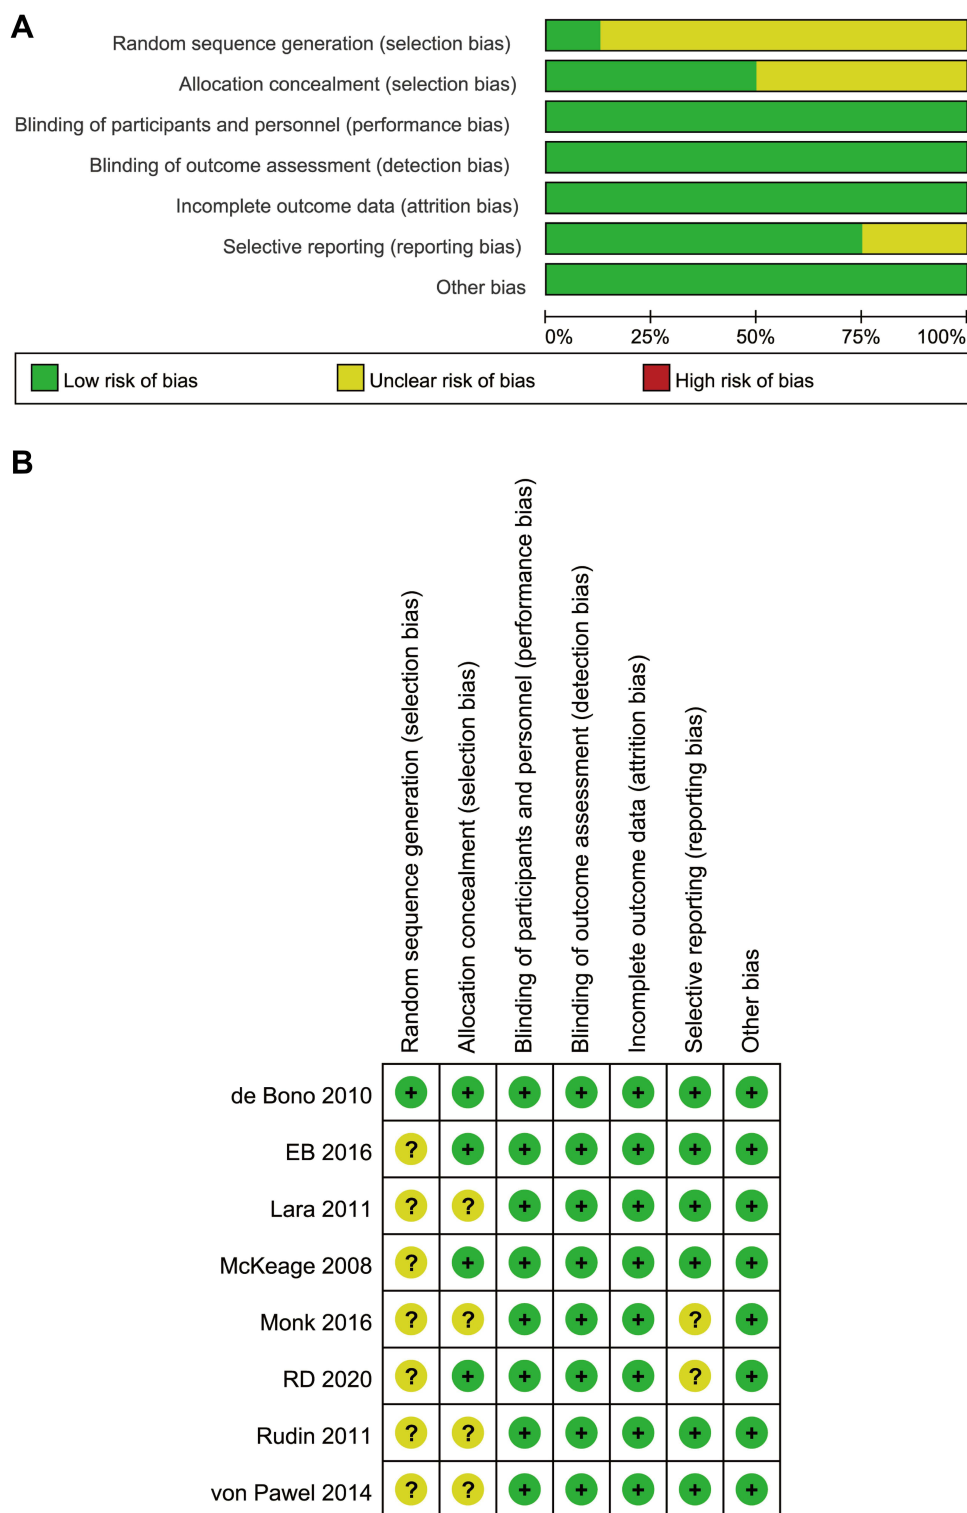 A
Random sequence generation (selection bias)
Allocation concealment (selection bias)
Blinding of participants and personnel (performance bias)
Blinding of outcome assessment (detection bias)
Incomplete outcome data (attrition bias)
Selective reporting (reporting bias)
Other bias
0% 25% 50% 75% 100%
Low risk of bias Unclear risk of bias High risk of bias
B
Random sequence generation (selection bias)
Allocation concealment (selection bias)
Blinding of participants and personnel (performance bias)
Blinding of outcome assessment (detection bias)
Incomplete outcome data (attrition bias)
Selective reporting (reporting bias)
Other bias
de Bono 2010 + + + + + + +
EB 2016 ? + + + + + +
Lara 2011 ? ? + + + + +
McKeage 2008 ? + + + + + +
Monk 2016 ? ? + + + ? +
RD 2020 ? + + + + ? +
Rudin 2011 ? ? + + + + +
von Pawel 2014 ? ? + + + + +